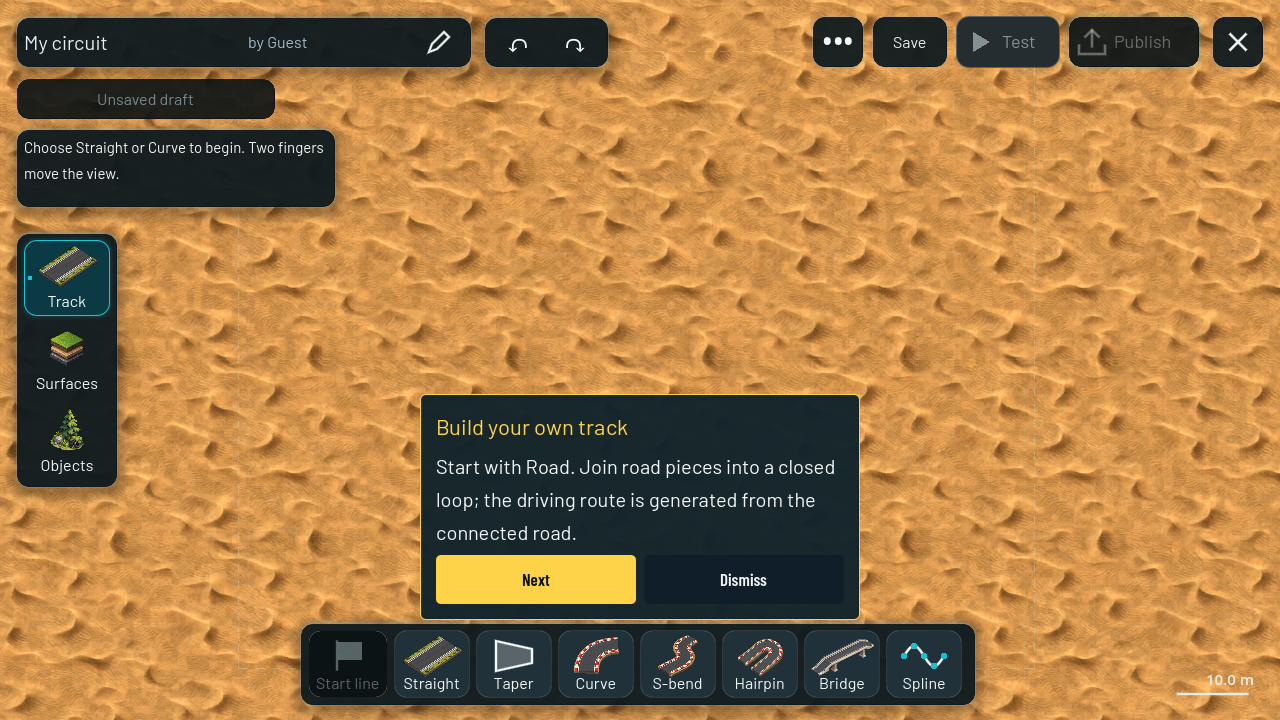 My circuit
by Guest
Save
Test
Publish
Unsaved draft
Choose Straight or Curve to begin. Two fingers
move the view.
Track
Surfaces
Objects
Build your own track
Start with Road. Join road pieces into a closed
loop; the driving route is generated from the
connected road.
Next
Dismiss
Start line
Straight
Taper
Curve
S-bend
Hairpin
Bridge
Spline
10.0 m